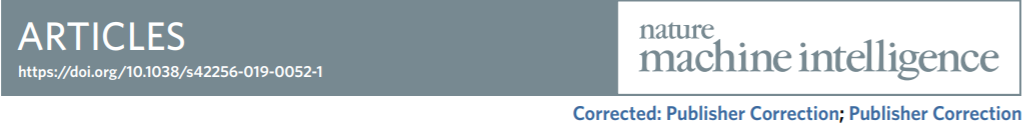 ARTICLES
https://doi.org/10.1038/s42256-019-0052-1
nature
machine intelligence
Corrected: Publisher Correction; Publisher Correction